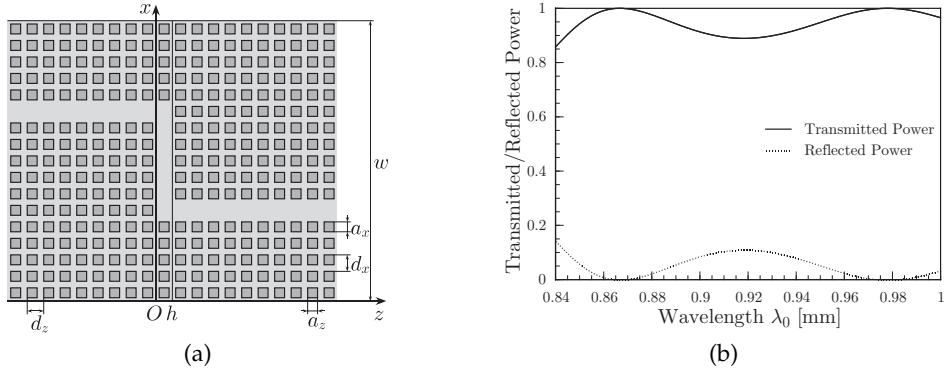 x
w
a_x
d_x
O h
z
d_z
a_z
(a)
Transmitted/Reflected Power
1
0.8
0.6
0.4
0.2
0
Transmitted Power
Reflected Power
0.84 0.86 0.88 0.9 0.92 0.94 0.96 0.98 1
Wavelength λ₀ [mm]
(b)